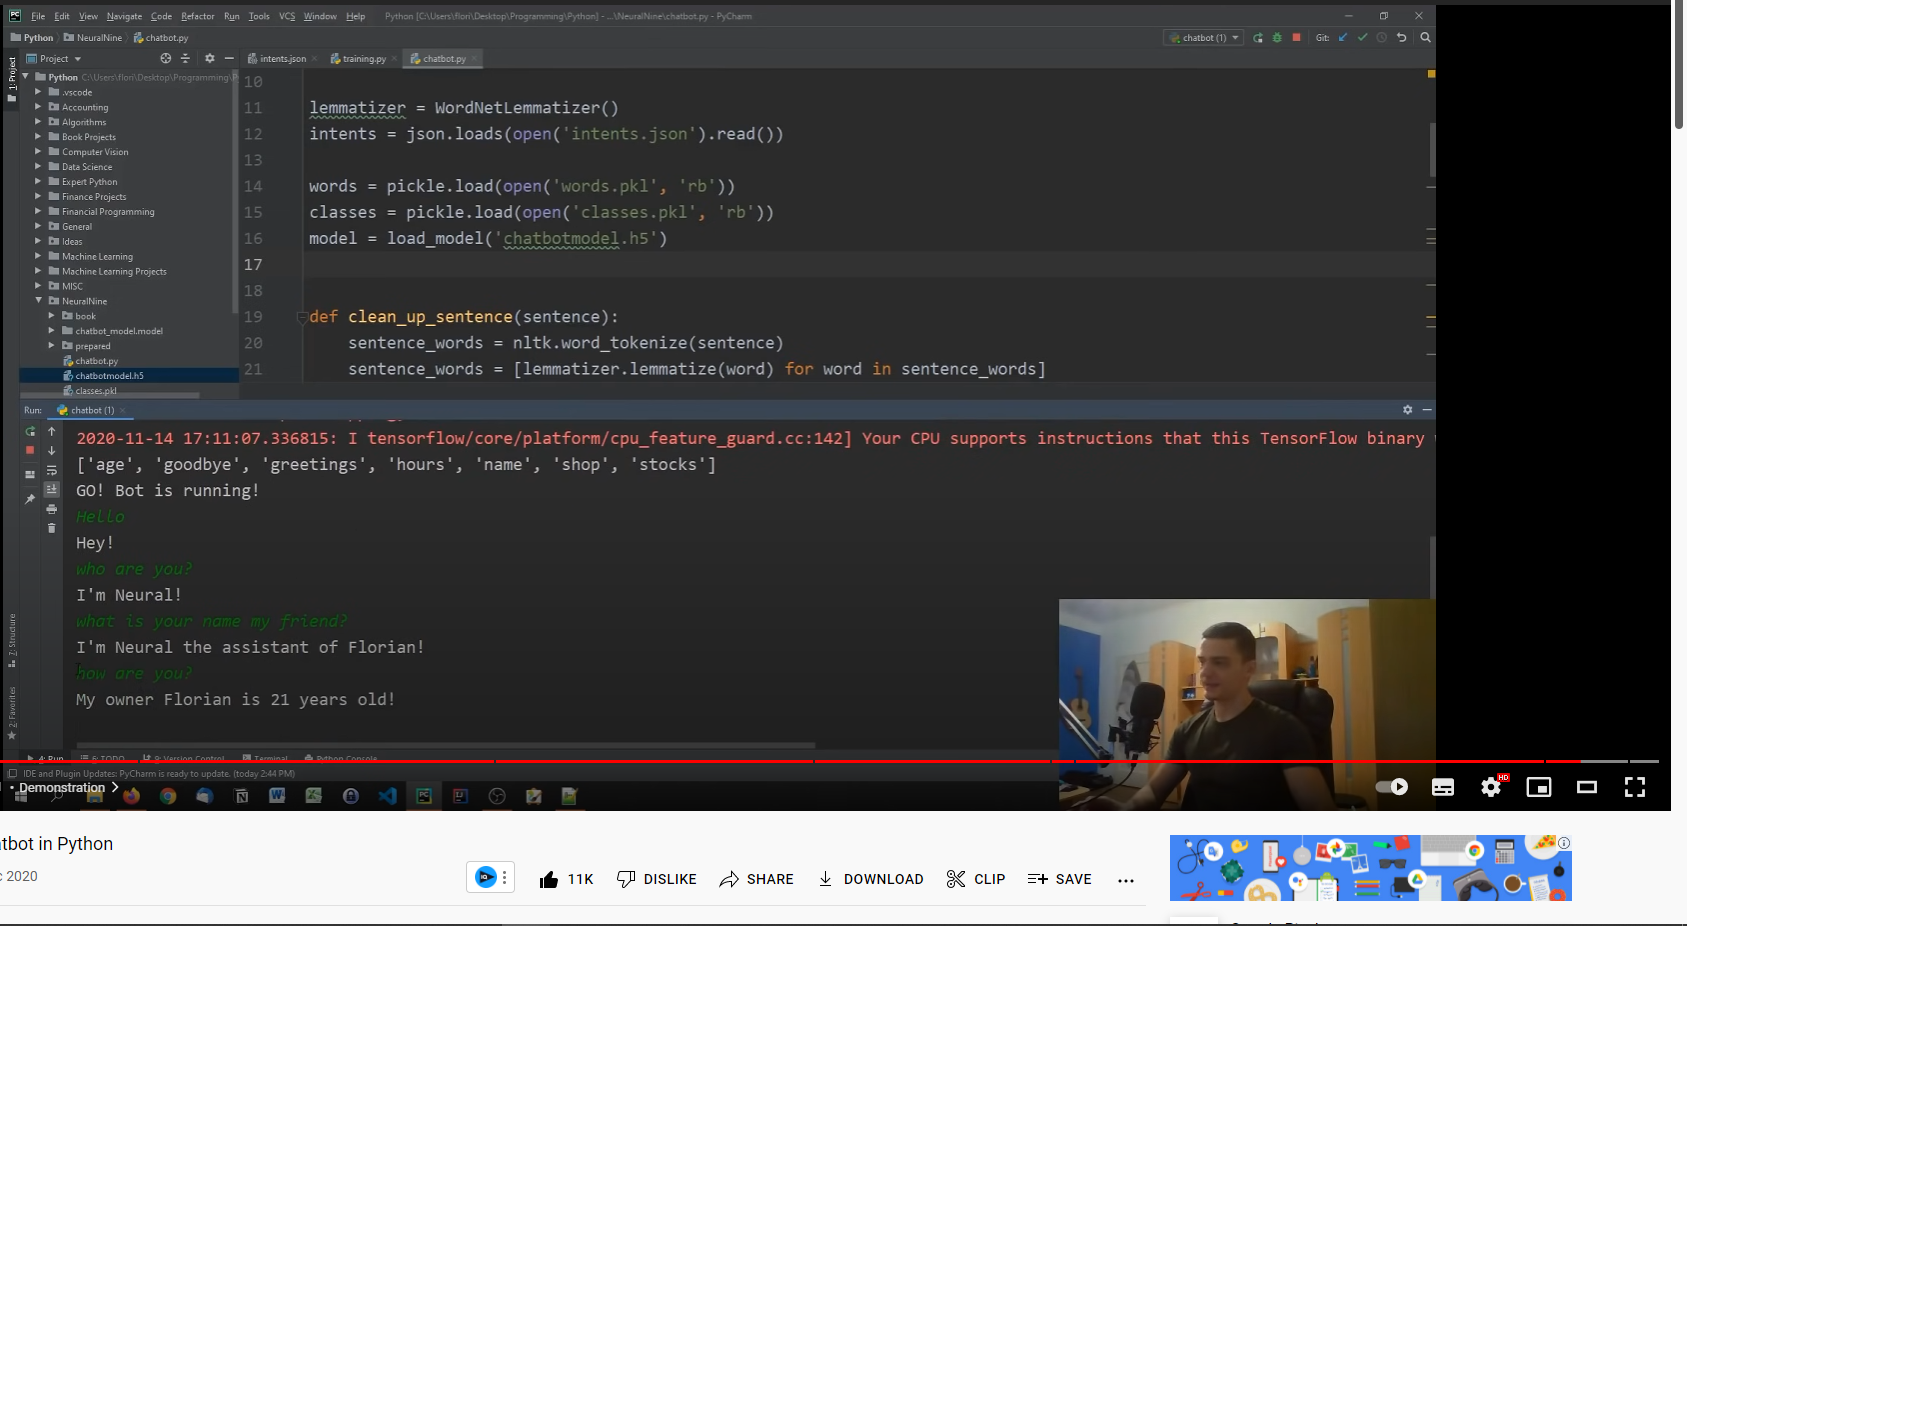 File Edit View Navigate Code Refactor Run Tools VCS Window Help Python [C:\Users\flori\Desktop\Programming\Python] - ...\NeuralNine\chatbot.py - PyCharm
Python NeuralNine chatbot.py chatbot (1) Git:
Project intents.json training.py chatbot.py
1: Project
Python C:\Users\flori\Desktop\Programming\P
.vscode
Accounting
Algorithms
Book Projects
Computer Vision
Data Science
Expert Python
Finance Projects
Financial Programming
General
Ideas
Machine Learning
Machine Learning Projects
MISC
NeuralNine
book
chatbot_model.model
prepared
chatbot.py
chatbotmodel.h5
classes.pkl
10
11 lemmatizer = WordNetLemmatizer()
12 intents = json.loads(open('intents.json').read())
13
14 words = pickle.load(open('words.pkl', 'rb'))
15 classes = pickle.load(open('classes.pkl', 'rb'))
16 model = load_model('chatbotmodel.h5')
17
18
19 def clean_up_sentence(sentence):
20 sentence_words = nltk.word_tokenize(sentence)
21 sentence_words = [lemmatizer.lemmatize(word) for word in sentence_words]
Run: chatbot (1)
2020-11-14 17:11:07.336815: I tensorflow/core/platform/cpu_feature_guard.cc:142] Your CPU supports instructions that this TensorFlow binary
['age', 'goodbye', 'greetings', 'hours', 'name', 'shop', 'stocks']
GO! Bot is running!
Hello
Hey!
who are you?
I'm Neural!
what is your name my friend?
I'm Neural the assistant of Florian!
how are you?
My owner Florian is 21 years old!
7: Structure
2: Favorites
4: Run 6: TODO 9: Version Control Terminal Python Console
IDE and Plugin Updates: PyCharm is ready to update. (today 2:44 PM)
• Demonstration
HD
tbot in Python
2020
11K DISLIKE SHARE DOWNLOAD CLIP SAVE